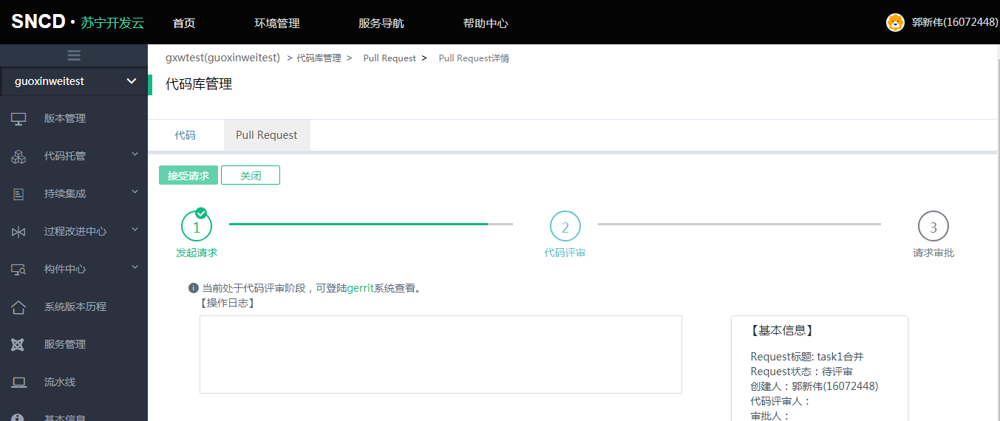 SNCD·苏宁开发云 首页 环境管理 服务导航 帮助中心 郭新伟(16072448)
guoxinweitest
版本管理
代码托管
持续集成
过程改进中心
构件中心
系统版本历程
服务管理
流水线
基本信息
gxwtest(guoxinweitest) > 代码库管理 > Pull Request > Pull Request详情
代码库管理
代码 Pull Request
接受请求 关闭
1 2 3
发起请求 代码评审 请求审批
当前处于代码评审阶段，可登陆gerrit系统查看。
【操作日志】
【基本信息】
Request标题: task1合并
Request状态：待评审
创建人：郭新伟(16072448)
代码评审人：
审批人：